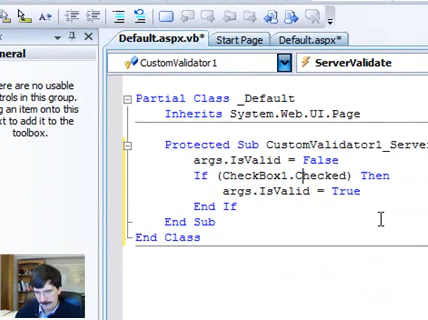 Default.aspx.vb* Start Page Default.aspx*
General
ere are no usable
trols in this group.
ng an item onto this
ext to add it to the
toolbox.
CustomValidator1 ServerValidate
Partial Class _Default
Inherits System.Web.UI.Page
Protected Sub CustomValidator1_Server
args.IsValid = False
If (CheckBox1.Checked) Then
args.IsValid = True
End If
End Sub
End Class